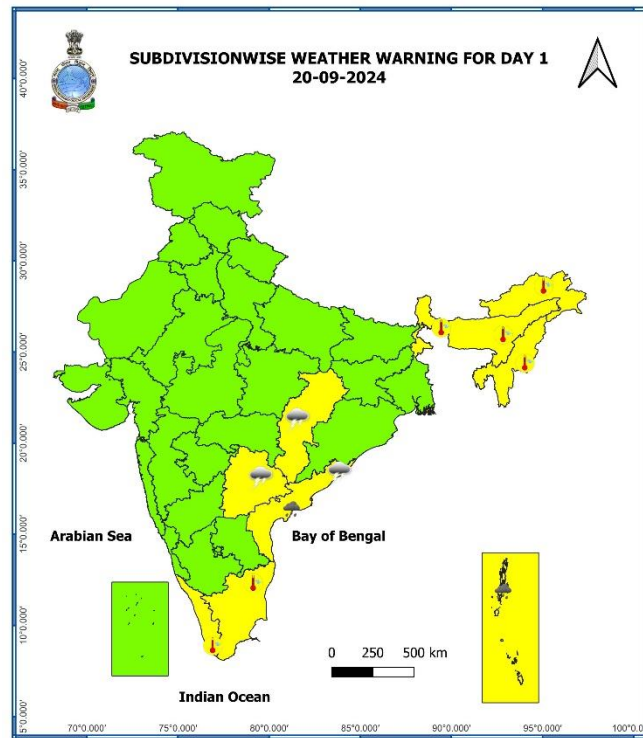 SUBDIVISIONWISE WEATHER WARNING FOR DAY 1
20-09-2024
40°0.000'
35°0.000'
30°0.000'
25°0.000'
20°0.000'
15°0.000'
10°0.000'
5°0.000'
Arabian Sea
Bay of Bengal
0 250 500 km
Indian Ocean
70°0.000' 75°0.000' 80°0.000' 85°0.000' 90°0.000' 95°0.000' 100°0.0